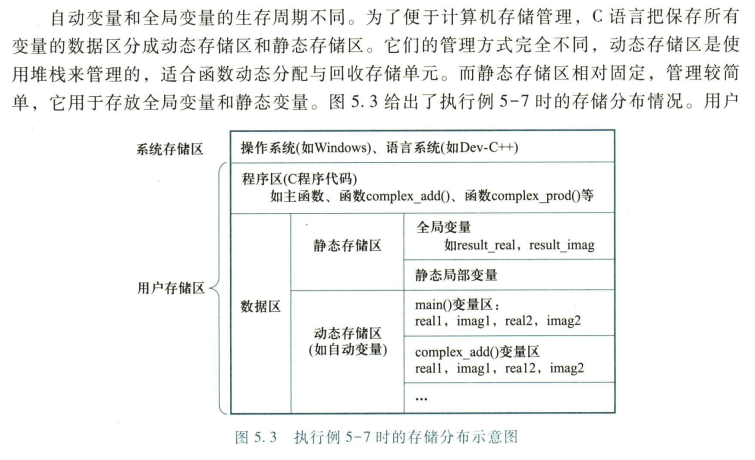 自动变量和全局变量的生存周期不同。为了便于计算机存储管理，C 语言把保存所有
变量的数据区分成动态存储区和静态存储区。它们的管理方式完全不同，动态存储区是使
用堆栈来管理的，适合函数动态分配与回收存储单元。而静态存储区相对固定，管理较简
单，它用于存放全局变量和静态变量。图 5.3 给出了执行例 5-7 时的存储分布情况。用户
系统存储区
操作系统(如Windows)、语言系统(如Dev-C++)
用户存储区
程序区(C程序代码)
如主函数、函数complex_add()、函数complex_prod()等
数据区
静态存储区
全局变量
如result_real，result_imag
静态局部变量
动态存储区
(如自动变量)
main()变量区：
real1，imag1，real2，imag2
complex_add()变量区
real1，imag1，rea12，imag2
...
图 5.3 执行例 5-7 时的存储分布示意图